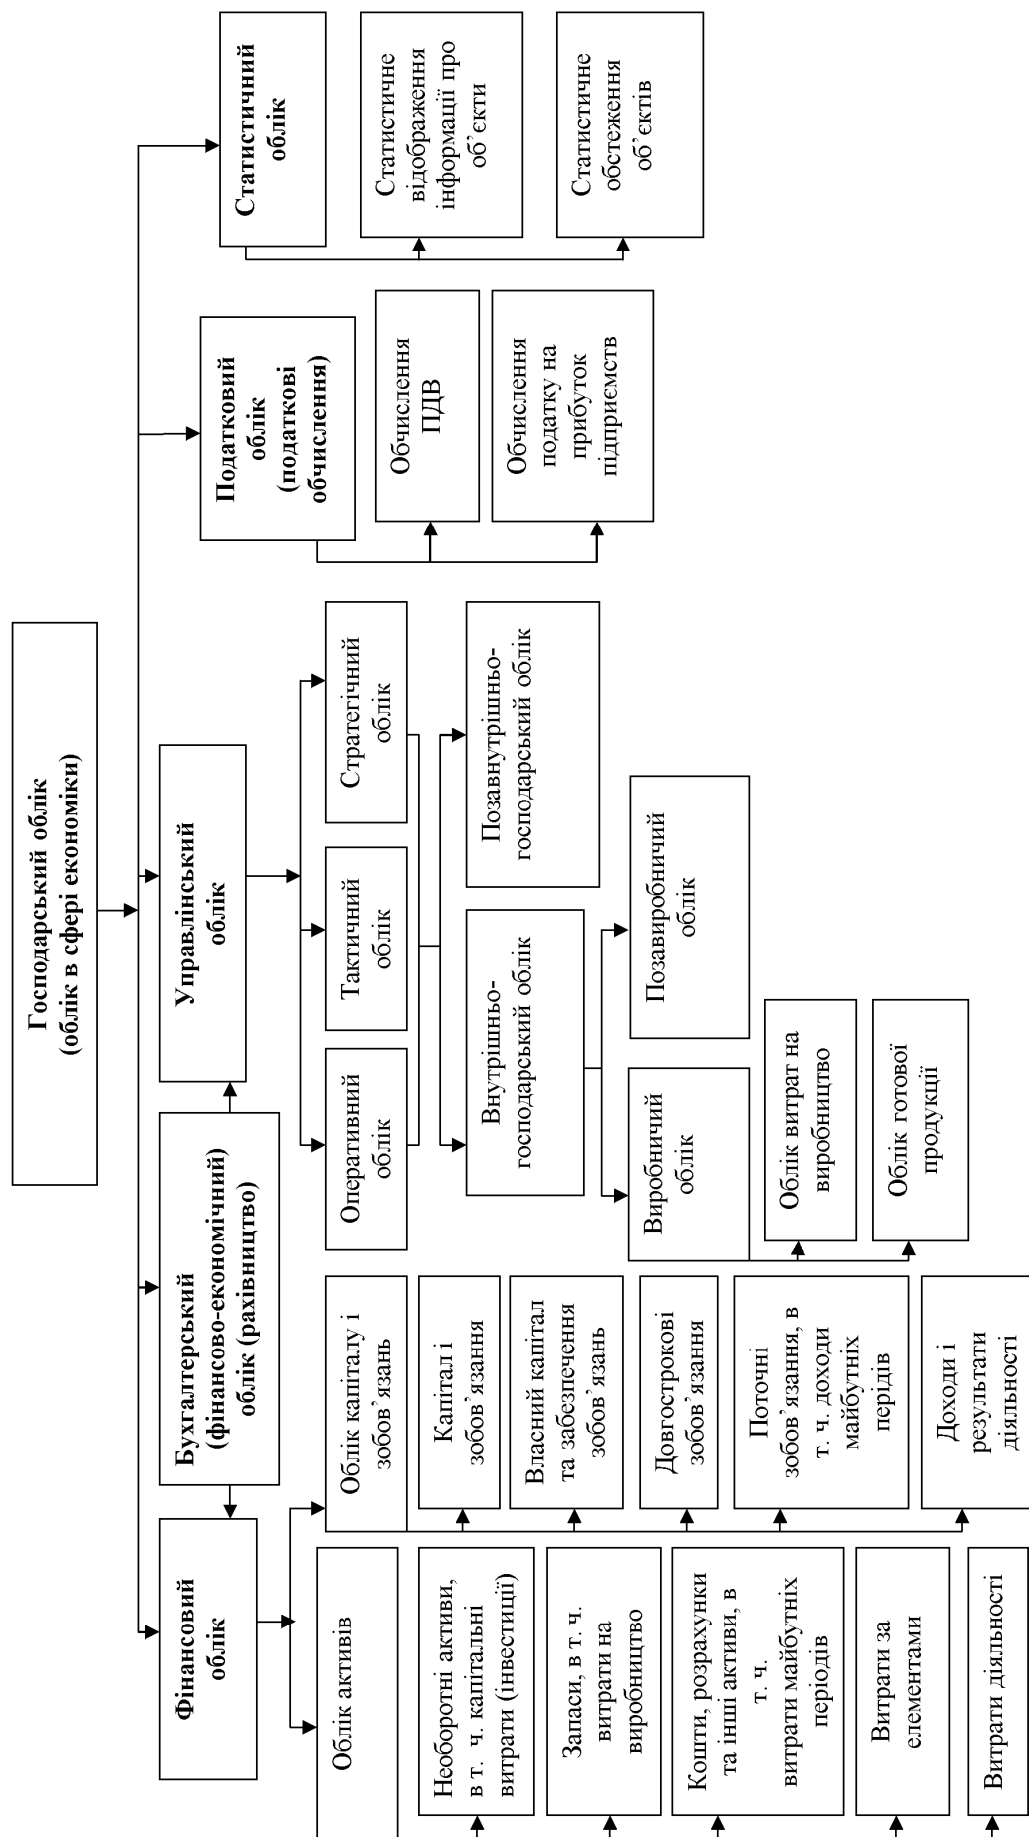 Господарський облік
(облік в сфері економіки)
Фінансовий
облік
Бухгалтерський
(фінансово-економічний)
облік (рахівництво)
Управлінський
облік
Податковий
облік
(податкові
обчислення)
Статистичний
облік
Облік активів
Облік капіталу і
зобов’язань
Оперативний
облік
Тактичний
облік
Стратегічний
облік
Обчислення
ПДВ
Обчислення
податку на
прибуток
підприємств
Статистичне
відображення
інформації про
об’єкти
Статистичне
обстеження
об’єктів
Необоротні активи,
в т. ч. капітальні
витрати (інвестиції)
Запаси, в т. ч.
витрати на
виробництво
Кошти, розрахунки
та інші активи, в
т. ч.
витрати майбутніх
періодів
Витрати за
елементами
Витрати діяльності
Капітал і
зобов’язання
Власний капітал
та забезпечення
зобов’язань
Довгострокові
зобов’язання
Поточні
зобов’язання, в
т. ч. доходи
майбутніх
перідів
Доходи і
результати
діяльності
Внутрішньо-
господарський облік
Позавнутрішньо-
господарський облік
Виробничий
облік
Позавиробничий
облік
Облік витрат на
виробництво
Облік готової
продукції